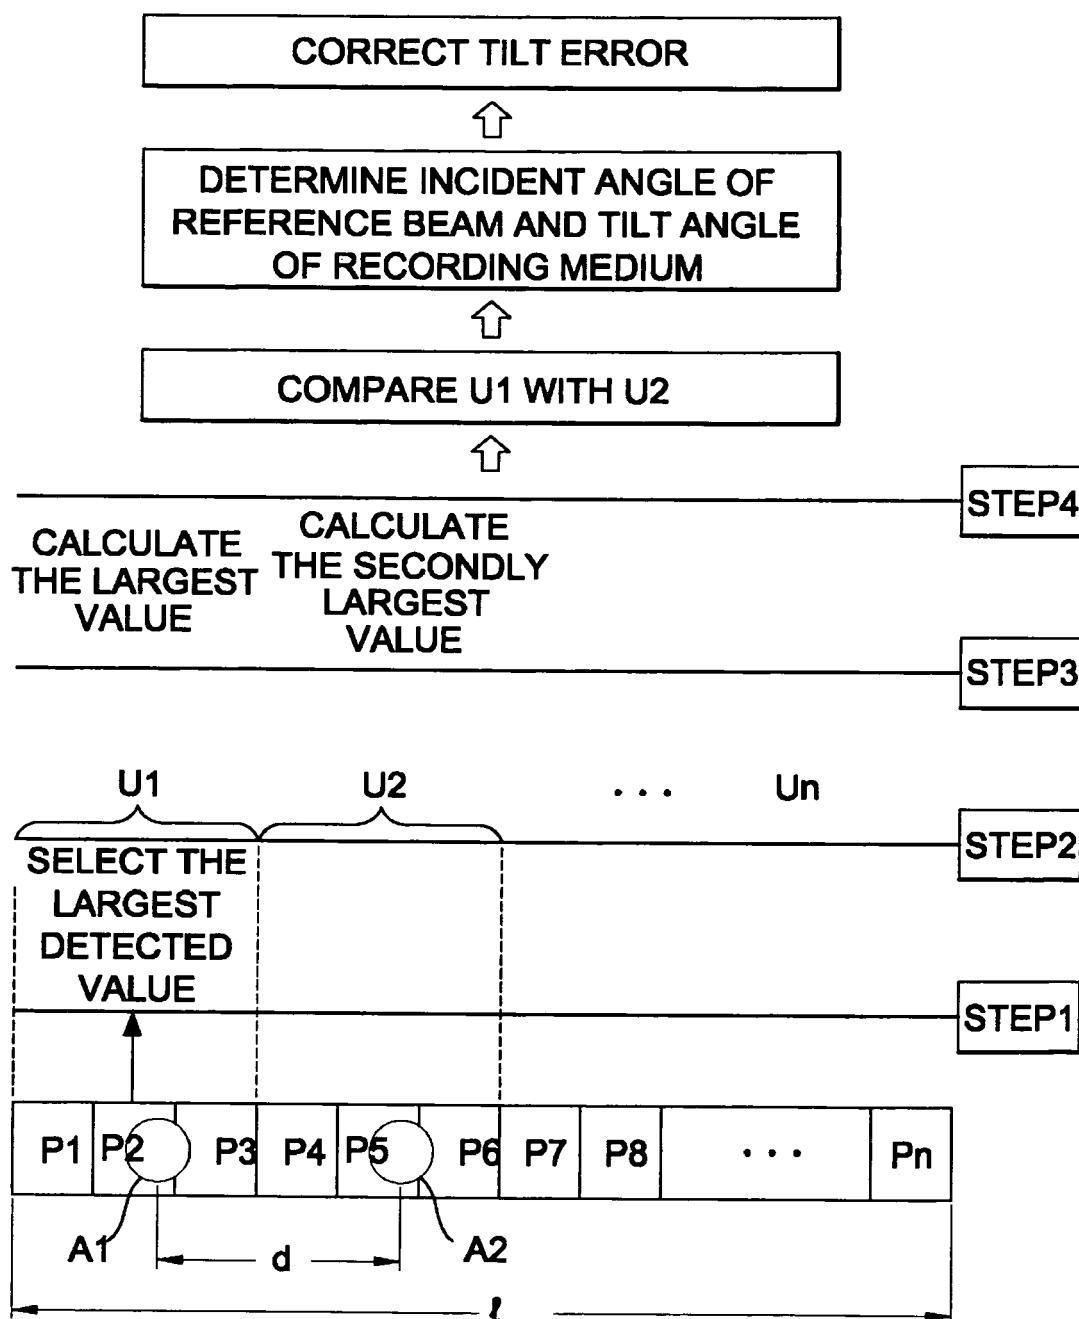 CORRECT TILT ERROR
DETERMINE INCIDENT ANGLE OF
REFERENCE BEAM AND TILT ANGLE
OF RECORDING MEDIUM
COMPARE U1 WITH U2
STEP4
CALCULATE
THE LARGEST
VALUE
CALCULATE
THE SECONDLY
LARGEST
VALUE
STEP3
U1
U2
... Un
STEP2
SELECT THE
LARGEST
DETECTED
VALUE
STEP1
P1 P2 P3 P4 P5 P6 P7 P8 ... Pn
A1
d
A2
ℓ